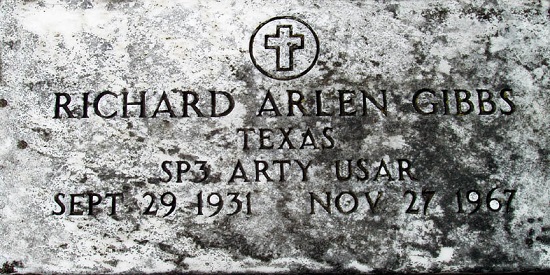 RICHARD ARLEN GIBBS
TEXAS
SP3 ARTY USAR
SEPT 29 1931 NOV 27 1967